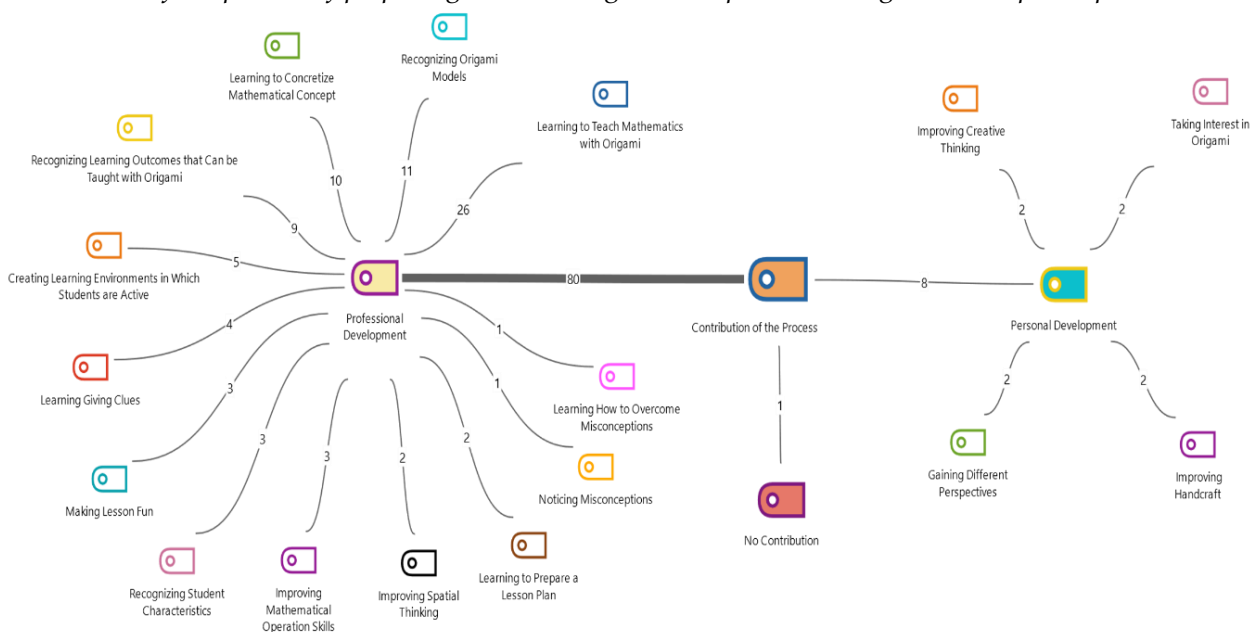 Recognizing Origami
Models
Learning to Concretize
Mathematical Concept
Learning to Teach Mathematics
with Origami
Improving Creative
Thinking
Taking Interest in
Origami
Recognizing Learning Outcomes that Can be
Taught with Origami
10
11
26
9
2
2
Creating Learning Environments in Which
Students are Active
5
80
8
Professional
Development
Contribution of the Process
Personal Development
4
1
Learning Giving Clues
3
1
2
2
Learning How to Overcome
Misconceptions
1
3
3
2
2
Making Lesson Fun
Noticing Misconceptions
Gaining Different
Perspectives
Improving
Handcraft
No Contribution
Recognizing Student
Characteristics
Improving
Mathematical
Operation Skills
Improving Spatial
Thinking
Learning to Prepare a
Lesson Plan